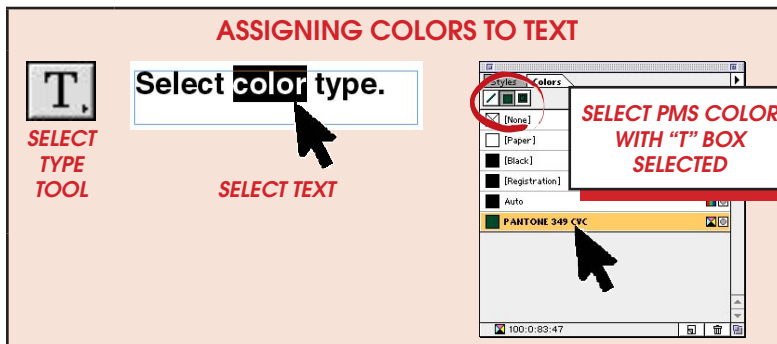 ASSIGNING COLORS TO TEXT
T
SELECT
TYPE
TOOL
Select color type.
SELECT TEXT
Styles Colors
[None]
[Paper]
[Black]
[Registration]
Auto
PANTONE 349 CVC
100:0:83:47
SELECT PMS COLOR
WITH “T” BOX
SELECTED